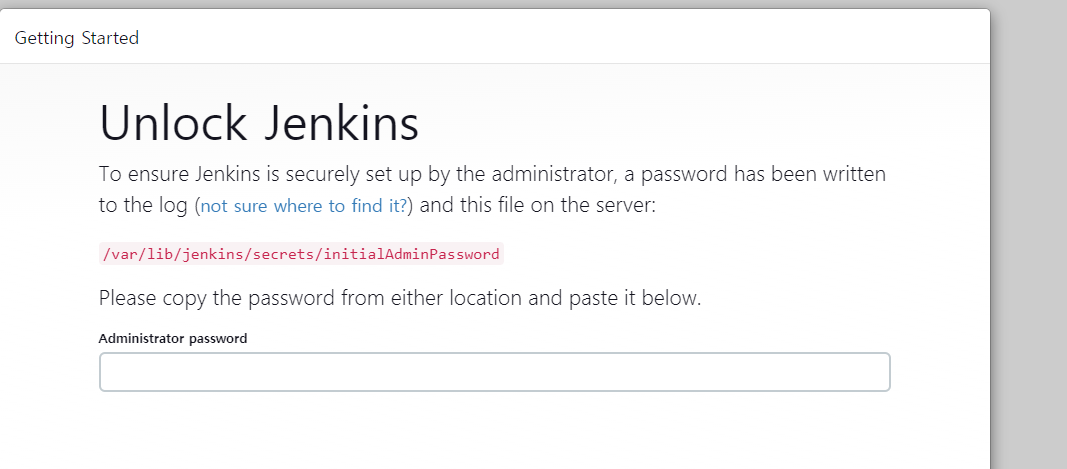 Getting Started
Unlock Jenkins
To ensure Jenkins is securely set up by the administrator, a password has been written
to the log (not sure where to find it?) and this file on the server:
/var/lib/jenkins/secrets/initialAdminPassword
Please copy the password from either location and paste it below.
Administrator password